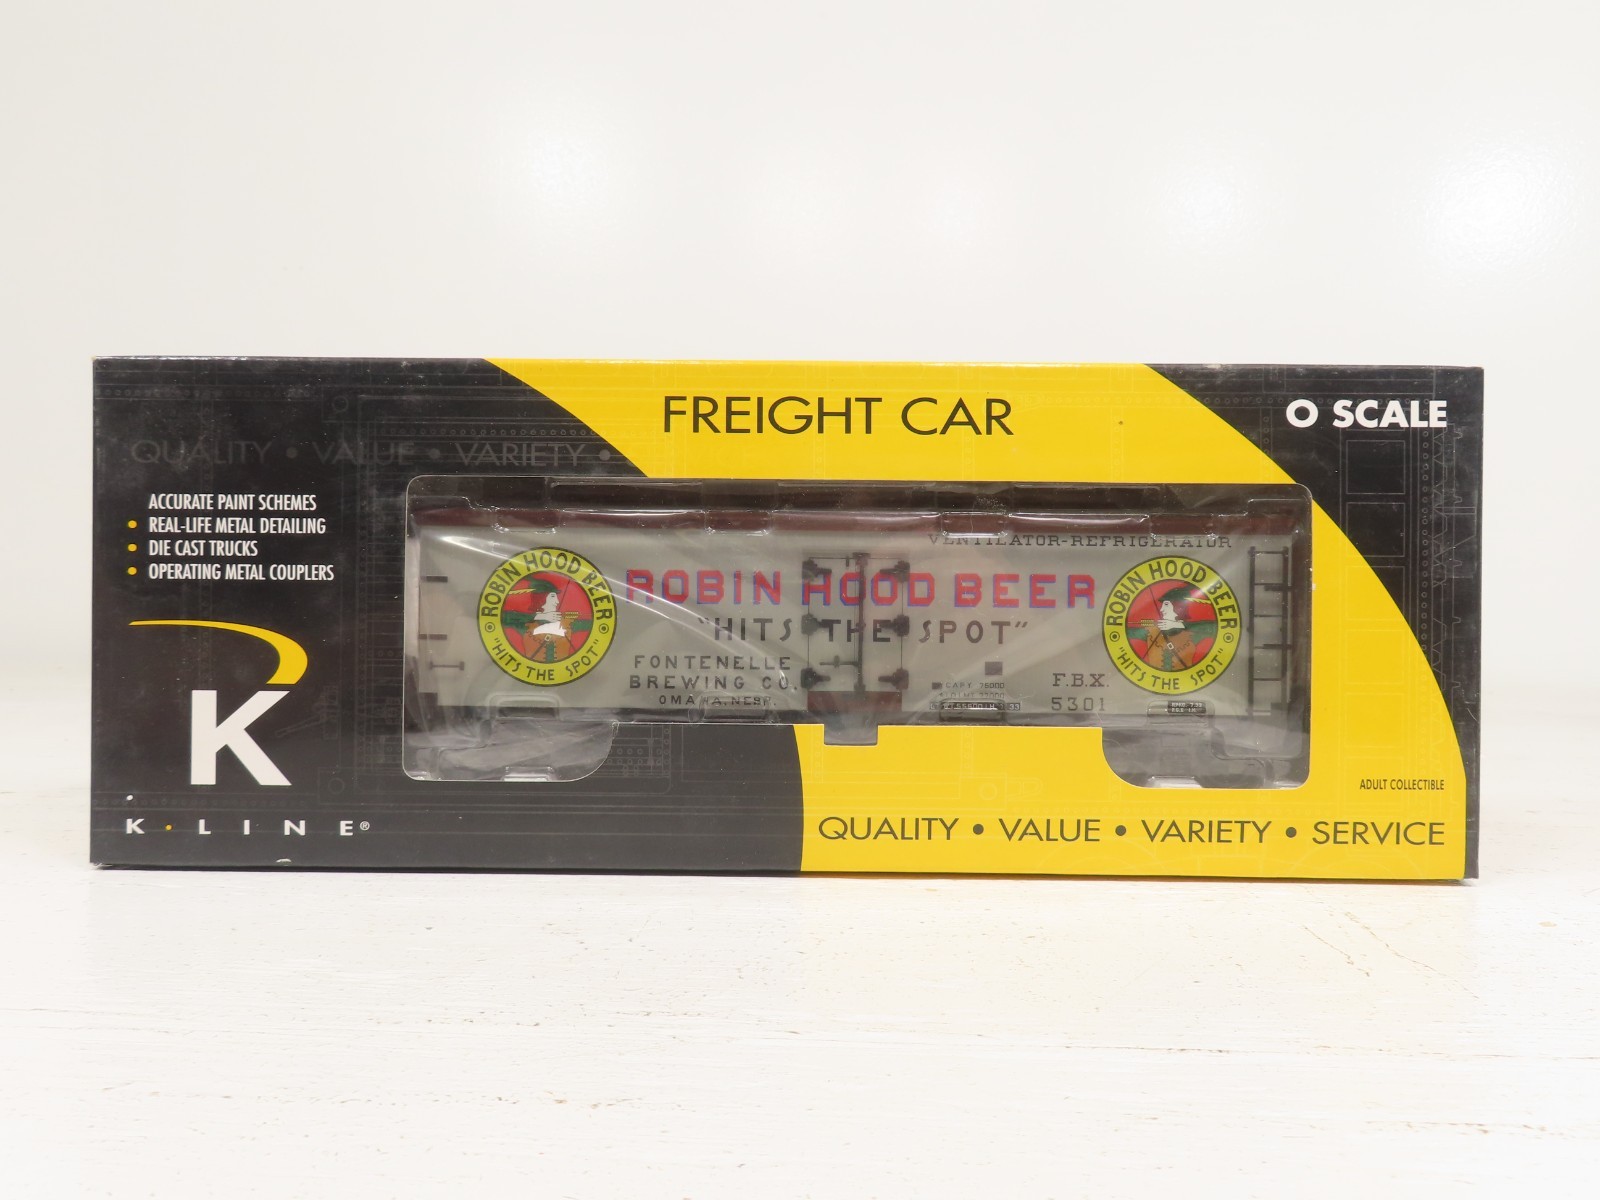 FREIGHT CAR
O SCALE
QUALITY • VALUE • VARIETY •
ACCURATE PAINT SCHEMES
• REAL-LIFE METAL DETAILING
• DIE CAST TRUCKS
• OPERATING METAL COUPLERS
K
K·LINE®
VENTILATOR-REFRIGERATOR
ROBIN HOOD BEER
"HITS THE SPOT"
ROBIN HOOD BEER
"HITS THE SPOT"
FONTENELLE
BREWING CO.
OMAHA, NEBR.
ROBIN HOOD BEER
"HITS THE SPOT"
CAPY 76000
F.B.X.
5301
ADULT COLLECTIBLE
QUALITY • VALUE • VARIETY • SERVICE